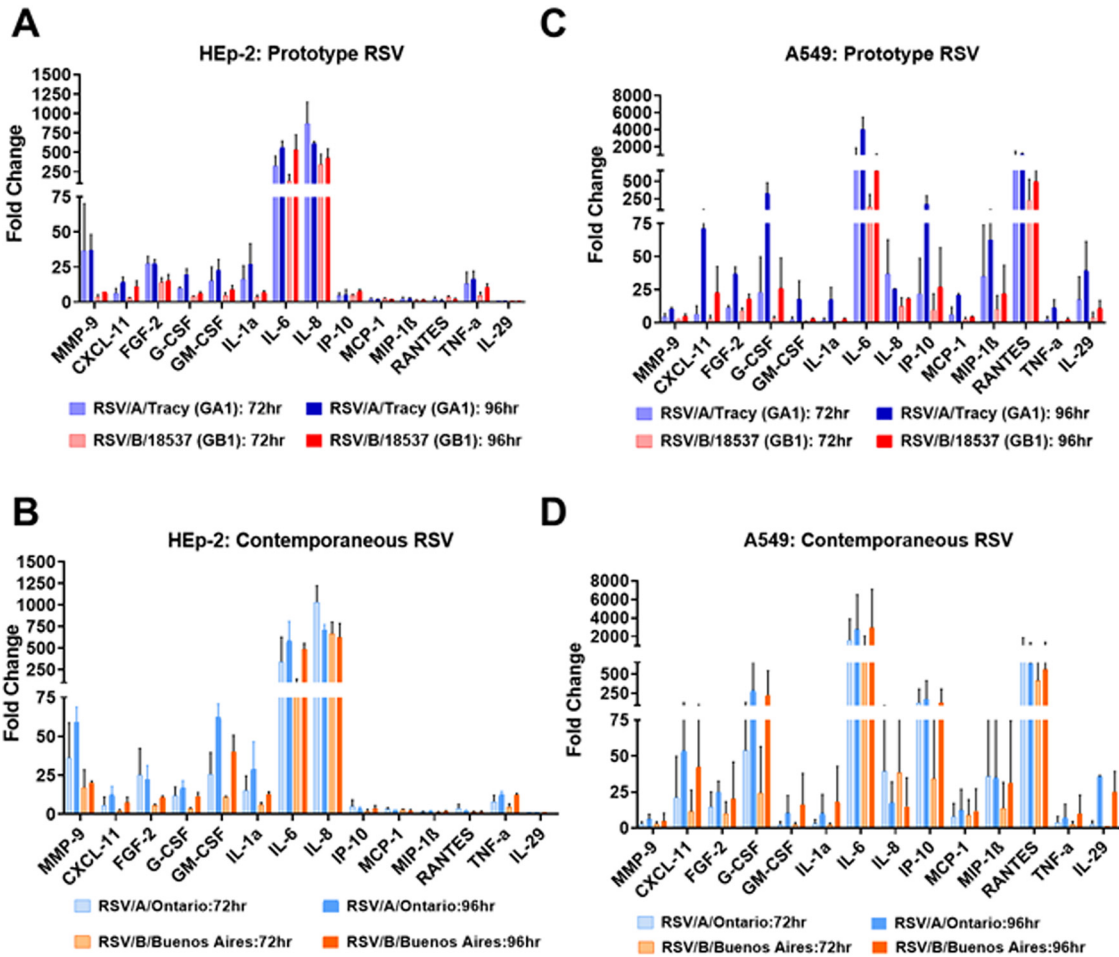 A
HEp-2: Prototype RSV
Fold Change
1500
1250
1000
750
500
250
75
50
25
0
MMP-9
CXCL-11
FGF-2
G-CSF
GM-CSF
IL-1a
IL-6
IL-8
IP-10
MCP-1
MIP-1ß
RANTES
TNF-a
IL-29
RSV/A/Tracy (GA1): 72hr
RSV/A/Tracy (GA1): 96hr
RSV/B/18537 (GB1): 72hr
RSV/B/18537 (GB1): 96hr
B
HEp-2: Contemporaneous RSV
Fold Change
1500
1250
1000
750
500
250
75
50
25
0
MMP-9
CXCL-11
FGF-2
G-CSF
GM-CSF
IL-1a
IL-6
IL-8
IP-10
MCP-1
MIP-1ß
RANTES
TNF-a
IL-29
RSV/A/Ontario:72hr
RSV/A/Ontario:96hr
RSV/B/Buenos Aires:72hr
RSV/B/Buenos Aires:96hr
C
A549: Prototype RSV
Fold Change
8000
6000
4000
2000
500
250
75
50
25
0
MMP-9
CXCL-11
FGF-2
G-CSF
GM-CSF
IL-1a
IL-6
IL-8
IP-10
MCP-1
MIP-1ß
RANTES
TNF-a
IL-29
RSV/A/Tracy (GA1): 72hr
RSV/A/Tracy (GA1): 96hr
RSV/B/18537 (GB1): 72hr
RSV/B/18537 (GB1): 96hr
D
A549: Contemporaneous RSV
Fold Change
8000
6000
4000
2000
500
250
75
50
25
0
MMP-9
CXCL-11
FGF-2
G-CSF
GM-CSF
IL-1a
IL-6
IL-8
IP-10
MCP-1
MIP-1ß
RANTES
TNF-a
IL-29
RSV/A/Ontario:72hr
RSV/A/Ontario:96hr
RSV/B/Buenos Aires:72hr
RSV/B/Buenos Aires:96hr